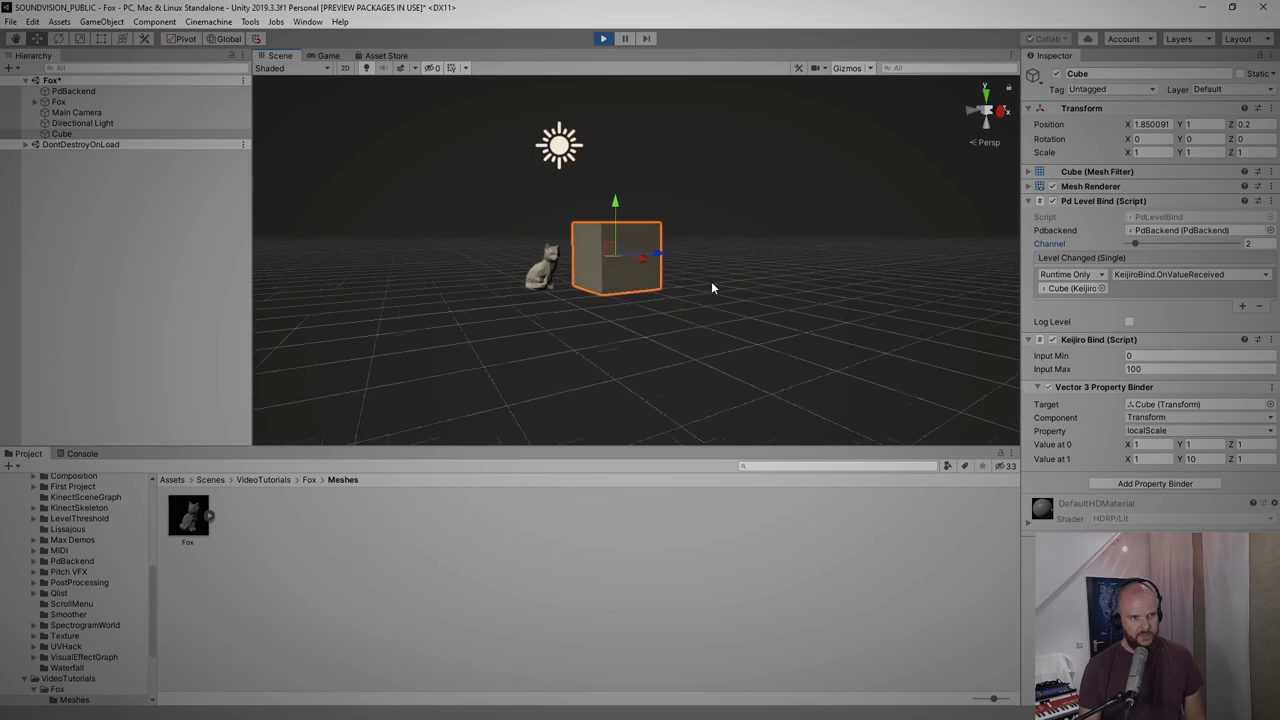 SOUNDVISION_PUBLIC - Fox - PC, Mac & Linux Standalone - Unity 2019.3.3f1 Personal [PREVIEW PACKAGES IN USE]* <DX11>
File Edit Assets GameObject Component Cinemachine Tools Jobs Window Help
Pivot Global Collab Account Layers Layout
Hierarchy Scene Game Asset Store Inspector
All Shaded 2D 0 Gizmos All Cube Static
Fox*
PdBackend
Fox
Main Camera
Directional Light
Cube
DontDestroyOnLoad
y
x
Persp
Tag Untagged Layer Default
Transform
Position X 1.850091 Y 1 Z 0.2
Rotation X 0 Y 0 Z 0
Scale X 1 Y 1 Z 1
Cube (Mesh Filter)
Mesh Renderer
Pd Level Bind (Script)
Script PdLevelBind
Pdbackend PdBackend (PdBackend)
Channel 2
Level Changed (Single)
Runtime Only KeijiroBind.OnValueReceived
Cube (Keijiro
Log Level
Keijiro Bind (Script)
Input Min 0
Input Max 100
Vector 3 Property Binder
Target Cube (Transform)
Component Transform
Property localScale
Value at 0 X 1 Y 1 Z 1
Value at 1 X 1 Y 10 Z 1
Add Property Binder
DefaultHDMaterial
Shader HDRP/Lit
Project Console
33
Assets Scenes VideoTutorials Fox Meshes
Fox
Composition
First Project
KinectSceneGraph
KinectSkeleton
LevelThreshold
Lissajous
Max Demos
MIDI
PdBackend
Pitch VFX
PostProcessing
Qlist
ScrollMenu
Smoother
SpectrogramWorld
Texture
UVHack
VisualEffectGraph
Waterfall
VideoTutorials
Fox
Meshes